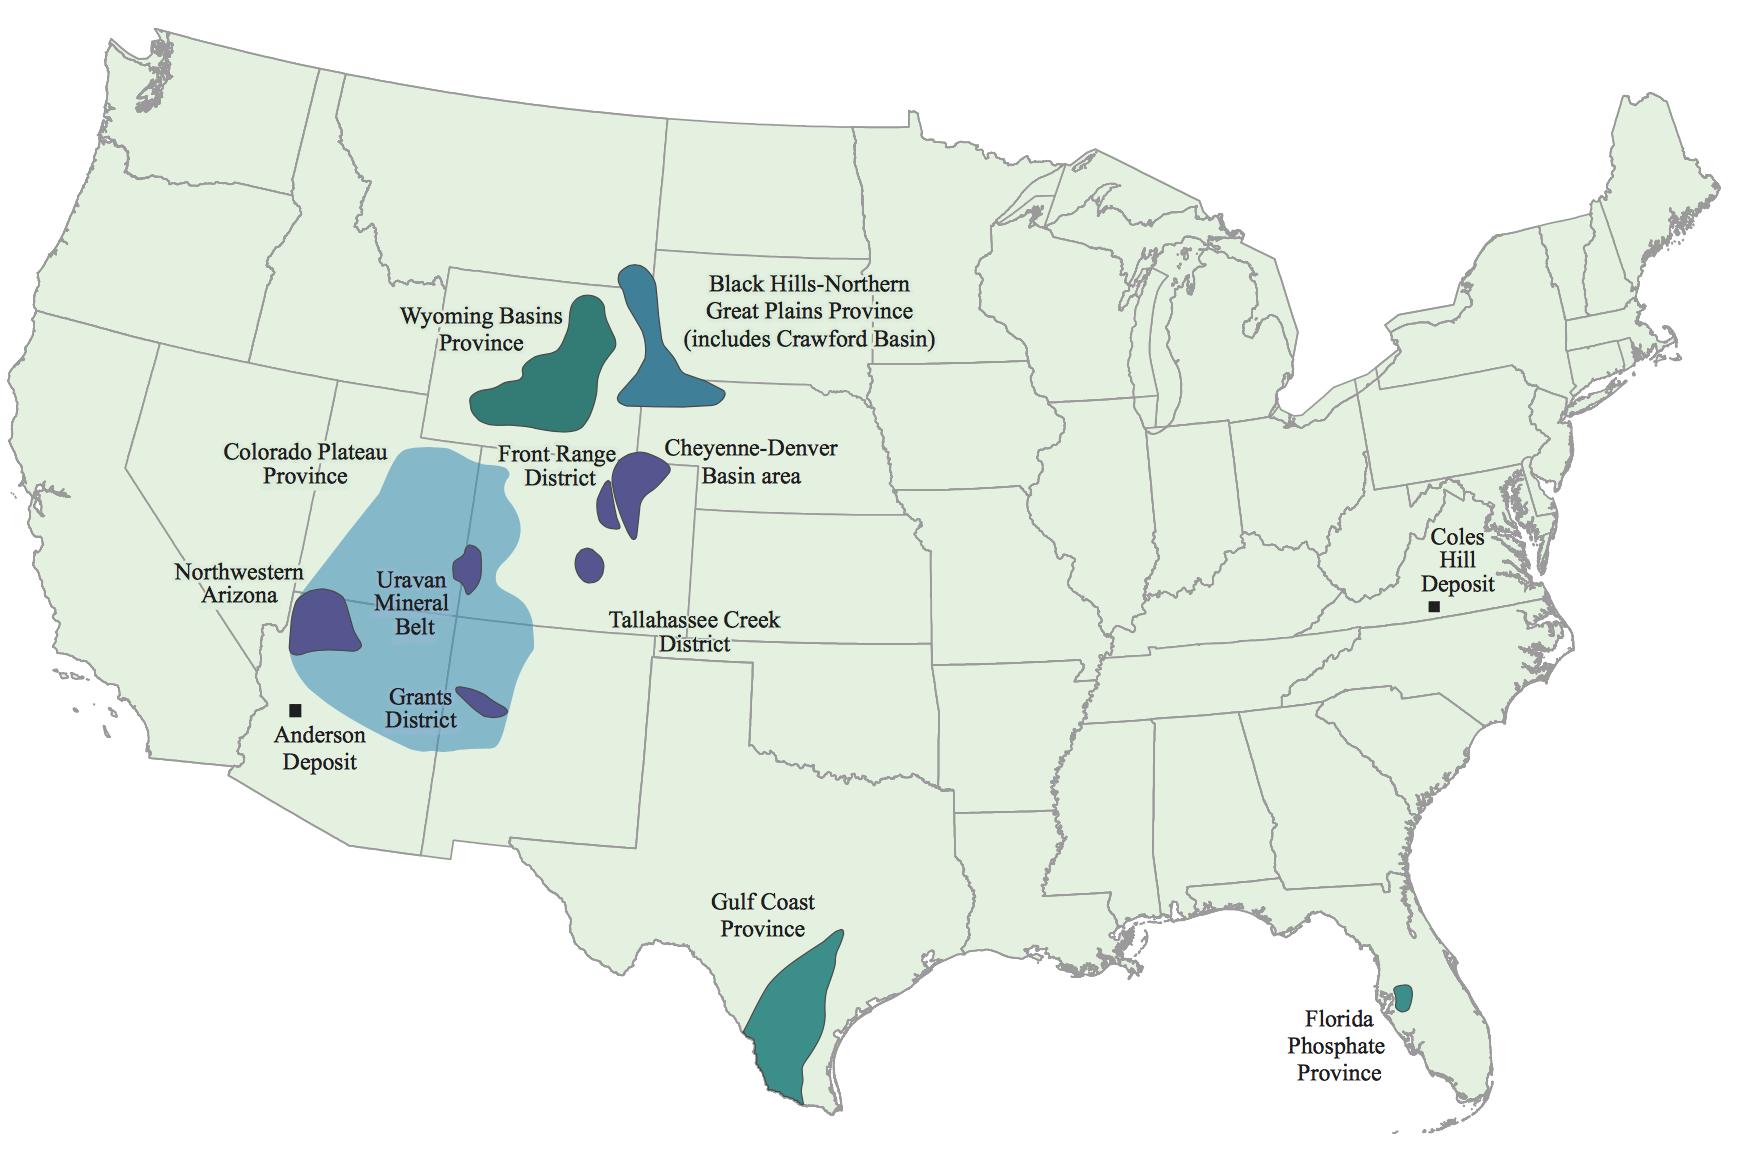 Black Hills-Northern
Great Plains Province
(includes Crawford Basin)
Wyoming Basins
Province
Colorado Plateau
Province
Front Range
District
Cheyenne-Denver
Basin area
Northwestern
Arizona
Uravan
Mineral
Belt
Coles
Hill
Deposit
Tallahassee Creek
District
Grants
District
Anderson
Deposit
Gulf Coast
Province
Florida
Phosphate
Province